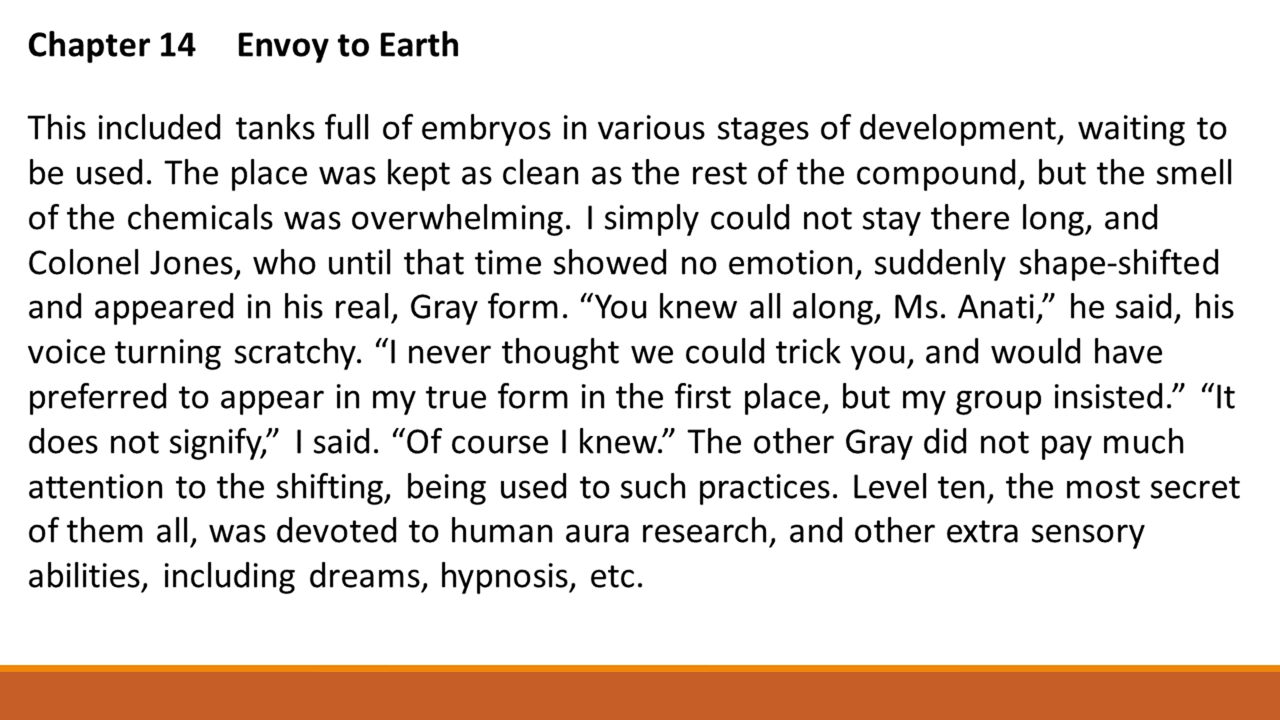 Chapter 14 Envoy to Earth
This included tanks full of embryos in various stages of development, waiting to
be used. The place was kept as clean as the rest of the compound, but the smell
of the chemicals was overwhelming. I simply could not stay there long, and
Colonel Jones, who until that time showed no emotion, suddenly shape-shifted
and appeared in his real, Gray form. “You knew all along, Ms. Anati,” he said, his
voice turning scratchy. “I never thought we could trick you, and would have
preferred to appear in my true form in the first place, but my group insisted.” “It
does not signify,” I said. “Of course I knew.” The other Gray did not pay much
attention to the shifting, being used to such practices. Level ten, the most secret
of them all, was devoted to human aura research, and other extra sensory
abilities, including dreams, hypnosis, etc.